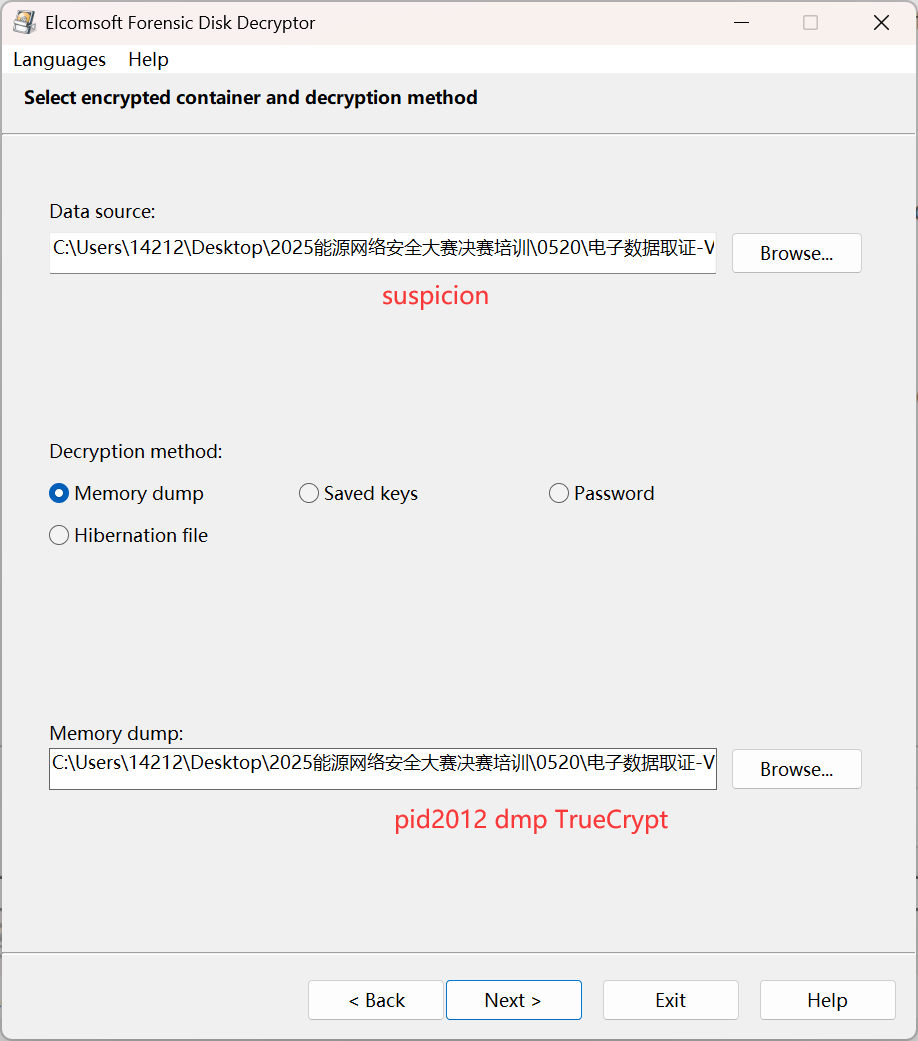 Elcomsoft Forensic Disk Decryptor
Languages Help
Select encrypted container and decryption method
Data source:
C:\Users\14212\Desktop\2025能源网络安全大赛决赛培训\0520\电子数据取证-V
Browse...
suspicion
Decryption method:
Memory dump Saved keys Password
Hibernation file
Memory dump:
C:\Users\14212\Desktop\2025能源网络安全大赛决赛培训\0520\电子数据取证-V
Browse...
pid2012 dmp TrueCrypt
< Back Next > Exit Help